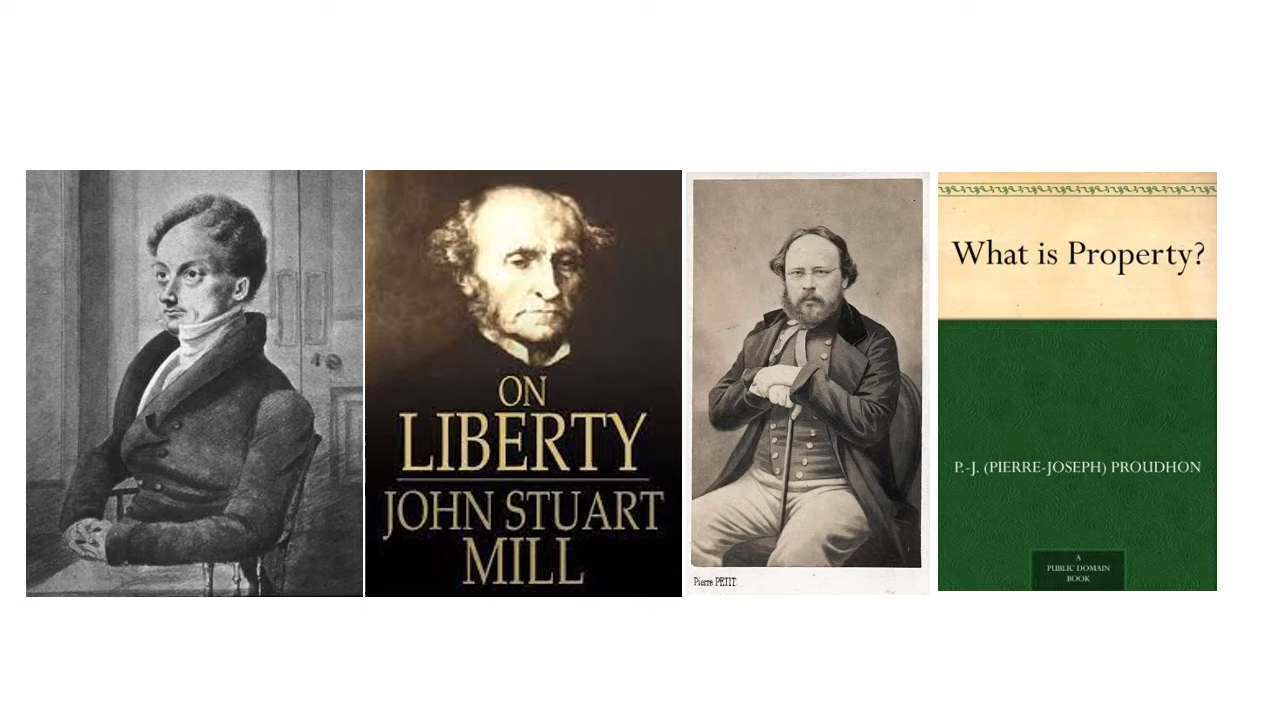 ON
LIBERTY
JOHN STUART
MILL
Pierre PETIT
What is Property?
P.-J. (PIERRE-JOSEPH) PROUDHON
A
PUBLIC DOMAIN
BOOK